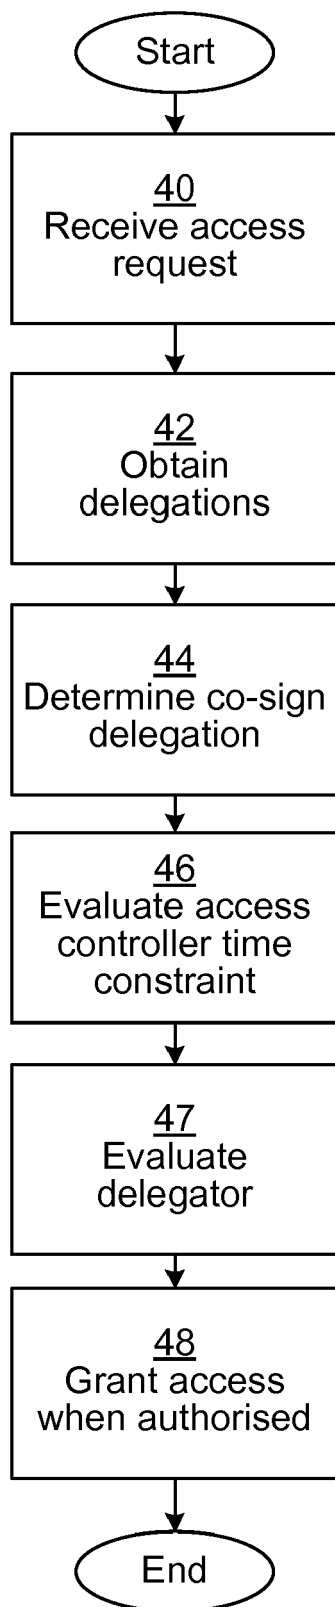 Start
40
Receive access
request
42
Obtain
delegations
44
Determine co-sign
delegation
46
Evaluate access
controller time
constraint
47
Evaluate
delegator
48
Grant access
when authorised
End